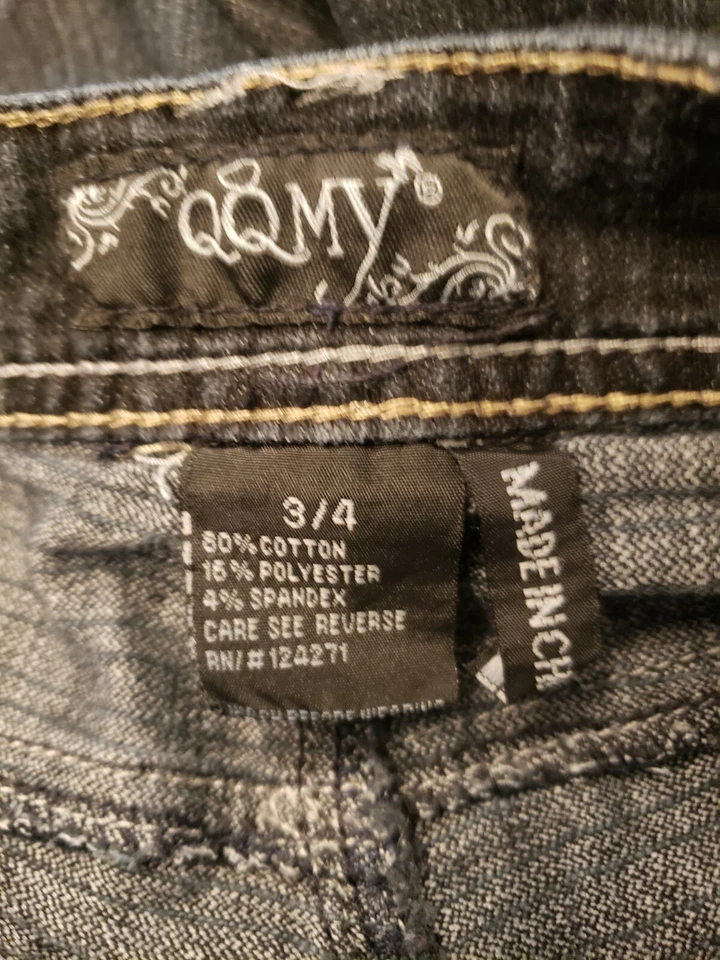 QQMY®
3/4
80% COTTON
16% POLYESTER
4% SPANDEX
CARE SEE REVERSE
RN/#124271
MADE IN CH